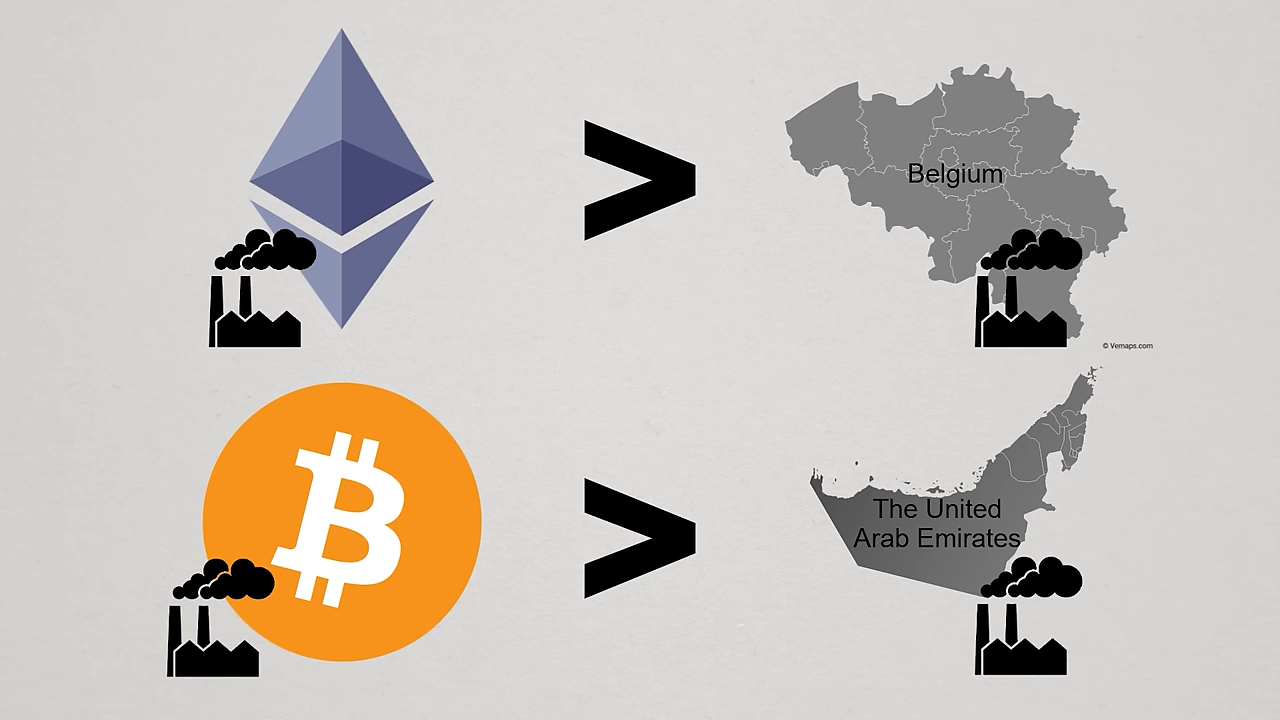 >
Belgium
© Vemaps.com
>
The United
Arab Emirates